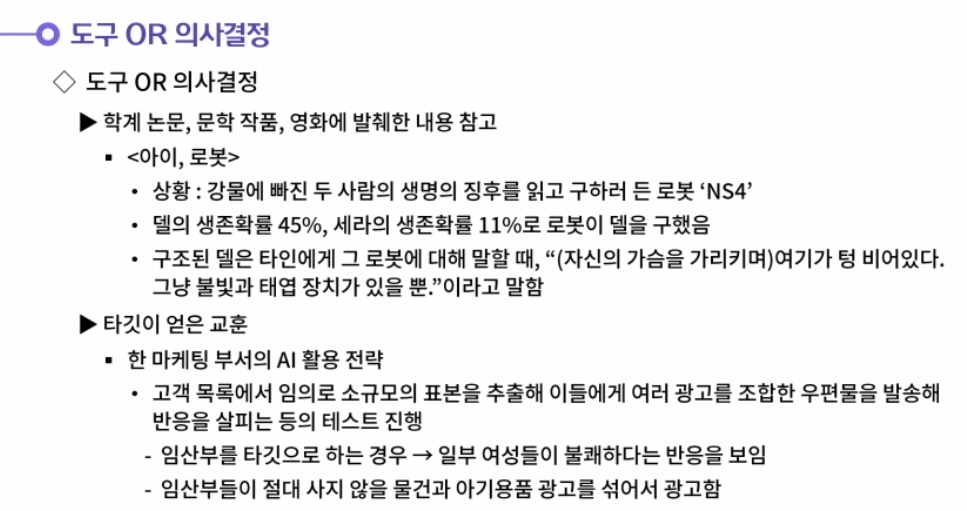 도구 OR 의사결정
◇ 도구 OR 의사결정
▶ 학계 논문, 문학 작품, 영화에 발췌한 내용 참고
▪ <아이, 로봇>
• 상황 : 강물에 빠진 두 사람의 생명의 징후를 읽고 구하러 든 로봇 ‘NS4’
• 델의 생존확률 45%, 세라의 생존확률 11%로 로봇이 델을 구했음
• 구조된 델은 타인에게 그 로봇에 대해 말할 때, “(자신의 가슴을 가리키며)여기가 텅 비어있다.
그냥 불빛과 태엽 장치가 있을 뿐.”이라고 말함
▶ 타깃이 얻은 교훈
▪ 한 마케팅 부서의 AI 활용 전략
• 고객 목록에서 임의로 소규모의 표본을 추출해 이들에게 여러 광고를 조합한 우편물을 발송해
반응을 살피는 등의 테스트 진행
- 임산부를 타깃으로 하는 경우 → 일부 여성들이 불쾌하다는 반응을 보임
- 임산부들이 절대 사지 않을 물건과 아기용품 광고를 섞어서 광고함